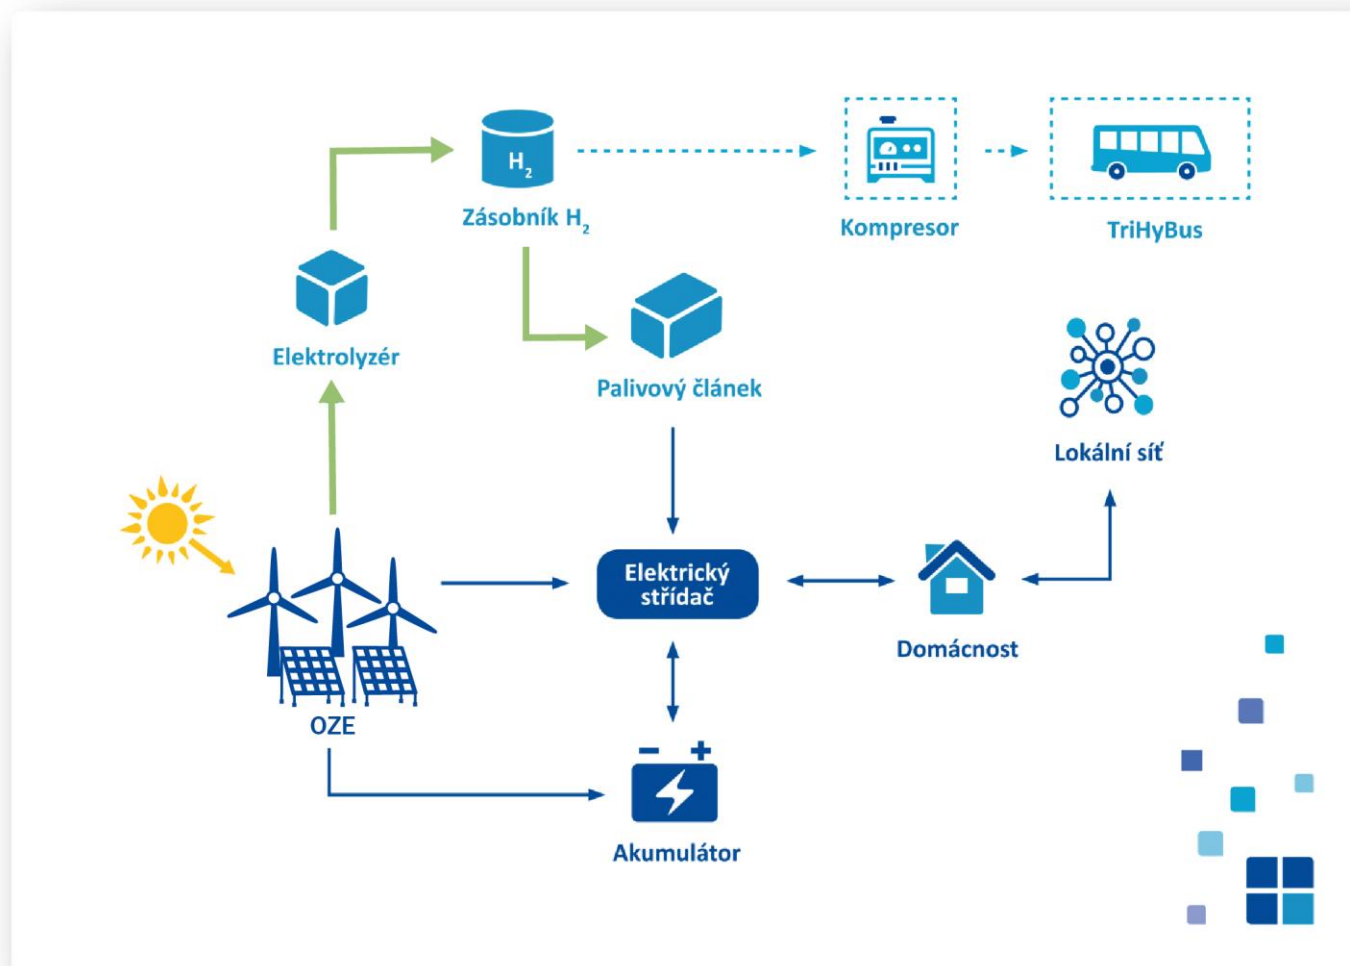 H₂
Zásobník H₂
Kompresor
TriHyBus
Elektrolyzér
Palivový článek
Lokální síť
Elektrický
střídač
Domácnost
OZE
Akumulátor